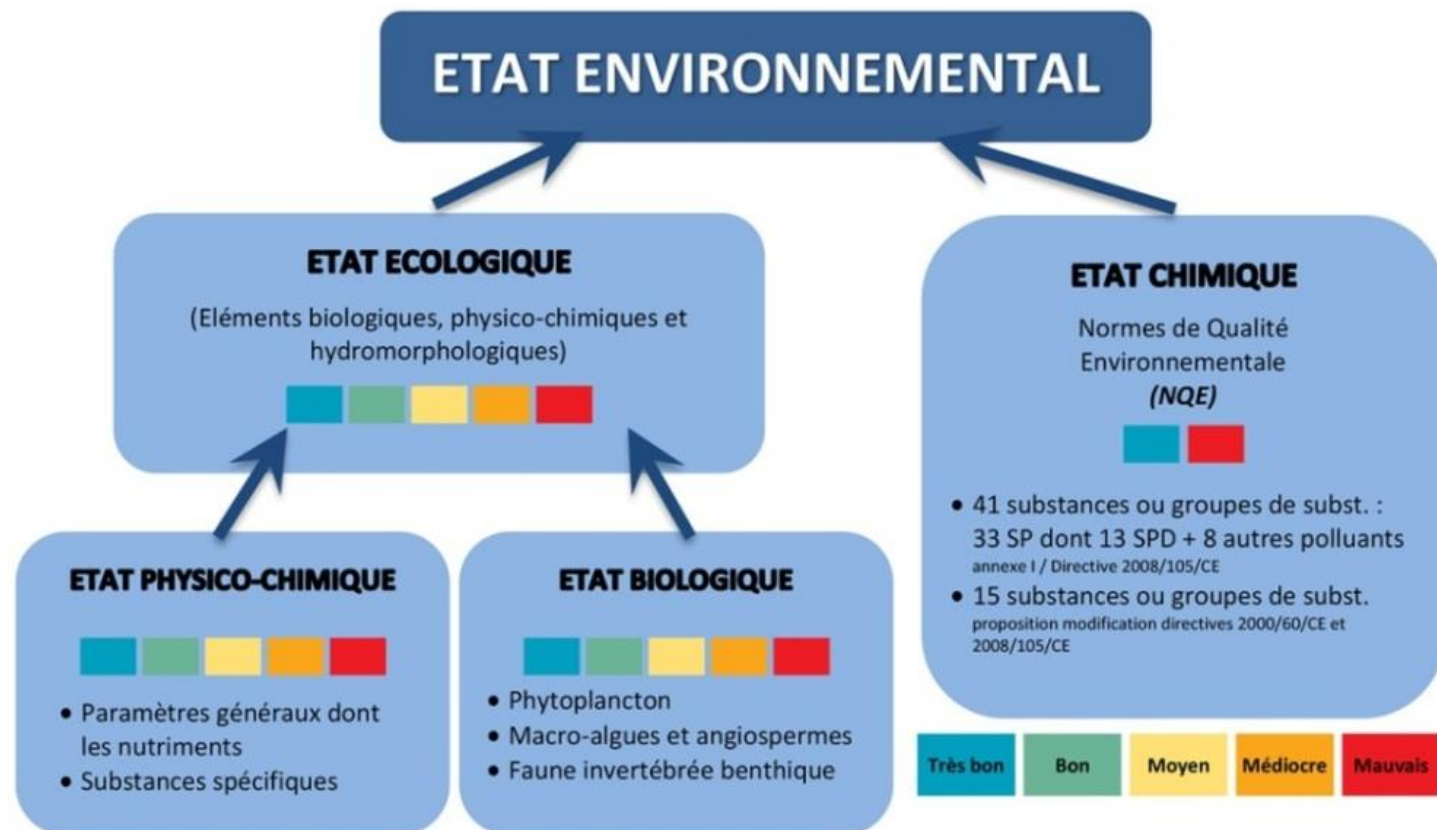 ETAT ENVIRONNEMENTAL
ETAT ECOLOGIQUE
(Eléments biologiques, physico-chimiques et
hydromorphologiques)
ETAT CHIMIQUE
Normes de Qualité
Environnementale
(NQE)
• 41 substances ou groupes de subst. :
33 SP dont 13 SPD + 8 autres polluants
annexe I / Directive 2008/105/CE
• 15 substances ou groupes de subst.
proposition modification directives 2000/60/CE et
2008/105/CE
ETAT PHYSICO-CHIMIQUE
• Paramètres généraux dont
les nutriments
• Substances spécifiques
ETAT BIOLOGIQUE
• Phytoplancton
• Macro-algues et angiospermes
• Faune invertébrée benthique
Très bon
Bon
Moyen
Médiocre
Mauvais